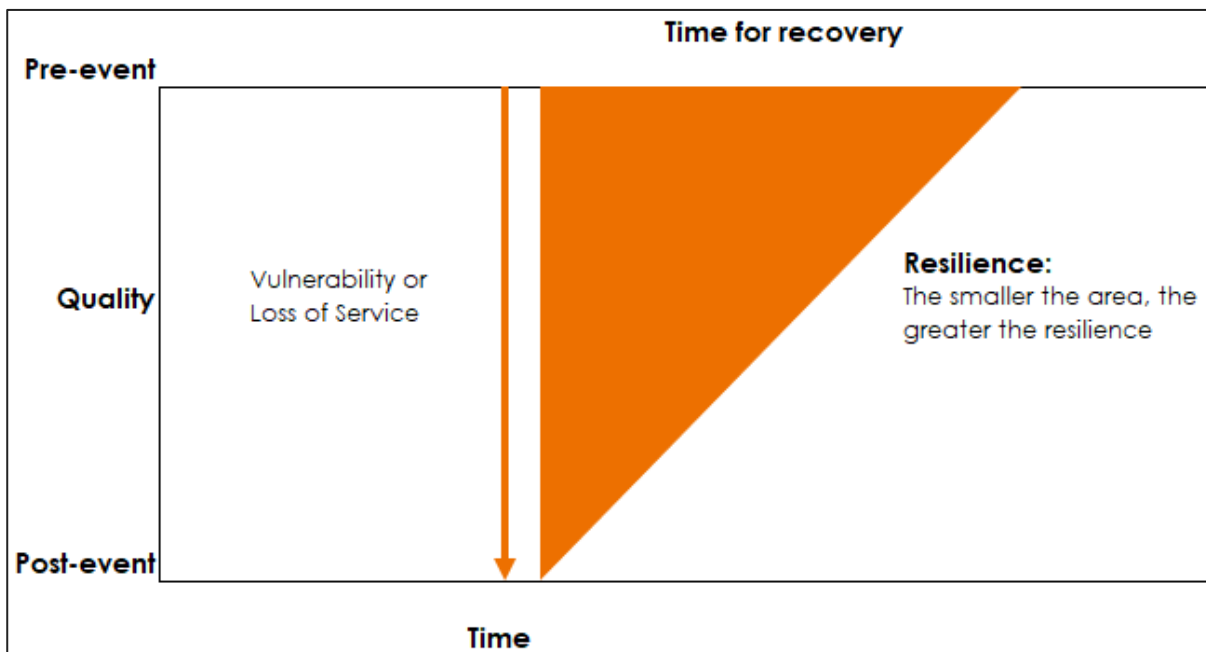 Time for recovery
Pre-event
Vulnerability or
Loss of Service
Quality
Resilience:
The smaller the area, the
greater the resilience
Post-event
Time